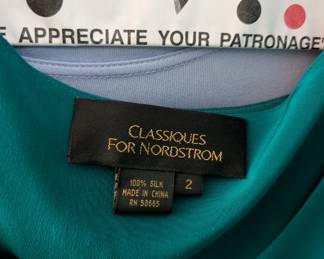 E APPRECIATE YOUR PATRONAGE
CLASSIQUES
FOR NORDSTROM
100% SILK
MADE IN CHINA
RN 58665
2